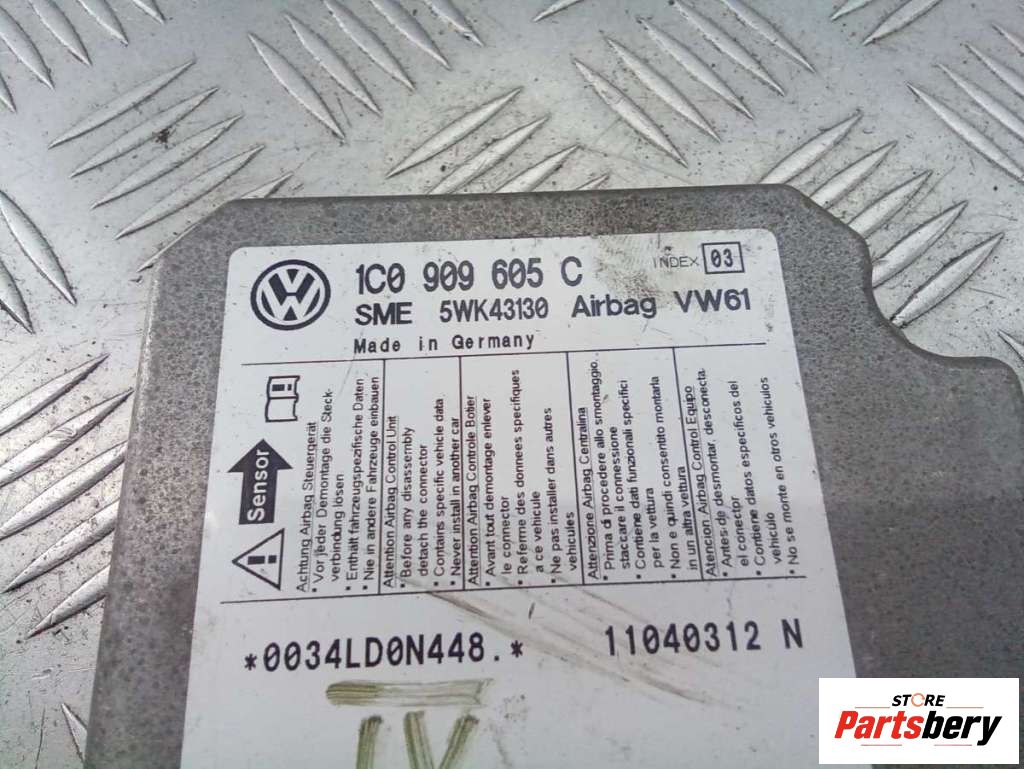 1C0 909 605 C
INDEX 03
SME 5WK43130 Airbag VW61
Made in Germany
Sensor
Achtung Airbag Steuergerät
• Vor jeder Demontage die Steck-
verbindung lösen
• Enthält fahrzeugspezifische Daten
• Nie in andere Fahrzeuge einbauen
Attention Airbag Control Unit
• Before any disassembly
detach the connector
• Contains specific vehicle data
• Never install in another car
Attention Airbag Controle Boitier
• Avant tout demontage enlever
le connector
• Referme des donnees specifiques
a ce vehicule
• Ne pas installer dans autres
vehicules
Attenzione Airbag Centralina
• Prima di procedere allo smontaggio,
staccare il connessione
• Contiene dati funzionali specifici
per la vettura
• Non e quindi consentito montarla
in un altra vettura
Atencion Airbag Control Equipo
• Antes de desmontar, desconecta.
el conector
• Contiene datos especificos del
vehiculo
• No se monte en otros vehiculos
*0034LD0N448.* 11040312 N
STORE
Partsbery